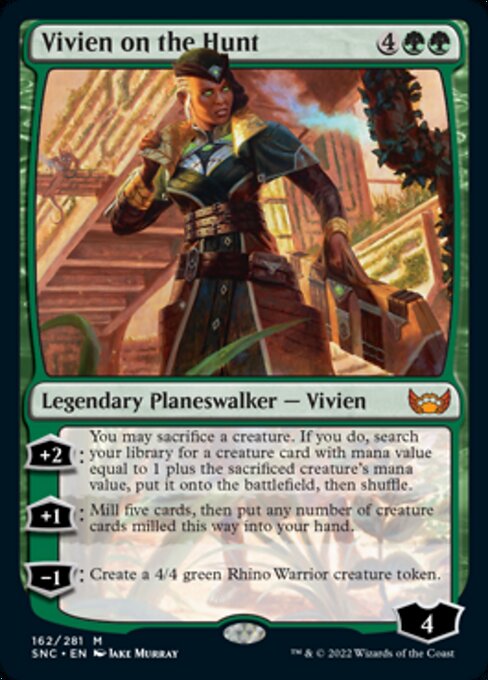 Vivien on the Hunt 4
Legendary Planeswalker — Vivien
+2 : You may sacrifice a creature. If you do, search
your library for a creature card with mana value
equal to 1 plus the sacrificed creature's mana
value, put it onto the battlefield, then shuffle.
+1 : Mill five cards, then put any number of creature
cards milled this way into your hand.
−1 : Create a 4/4 green Rhino Warrior creature token.
4
162/281 M
SNC • EN Jake Murray
™ & © 2022 Wizards of the Coast